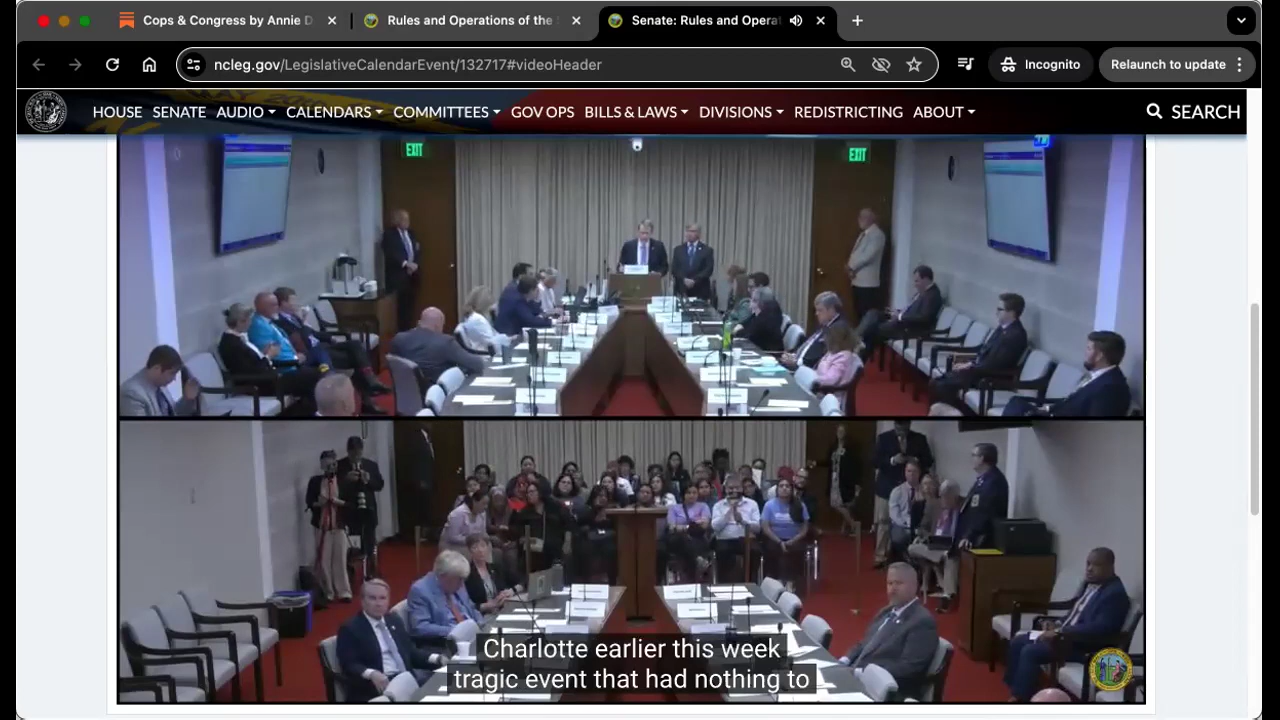 Cops & Congress by Annie D
Rules and Operations of the
Senate: Rules and Operat
ncleg.gov/LegislativeCalendarEvent/132717#videoHeader
Incognito
Relaunch to update
HOUSE SENATE AUDIO CALENDARS COMMITTEES GOV OPS BILLS & LAWS DIVISIONS REDISTRICTING ABOUT SEARCH
EXIT
EXIT
Charlotte earlier this week
tragic event that had nothing to